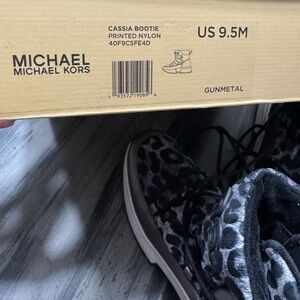 CASSIA BOOTIE
PRINTED NYLON
40F9CSFE4D
US 9.5M
MICHAEL
MICHAEL KORS
GUNMETAL